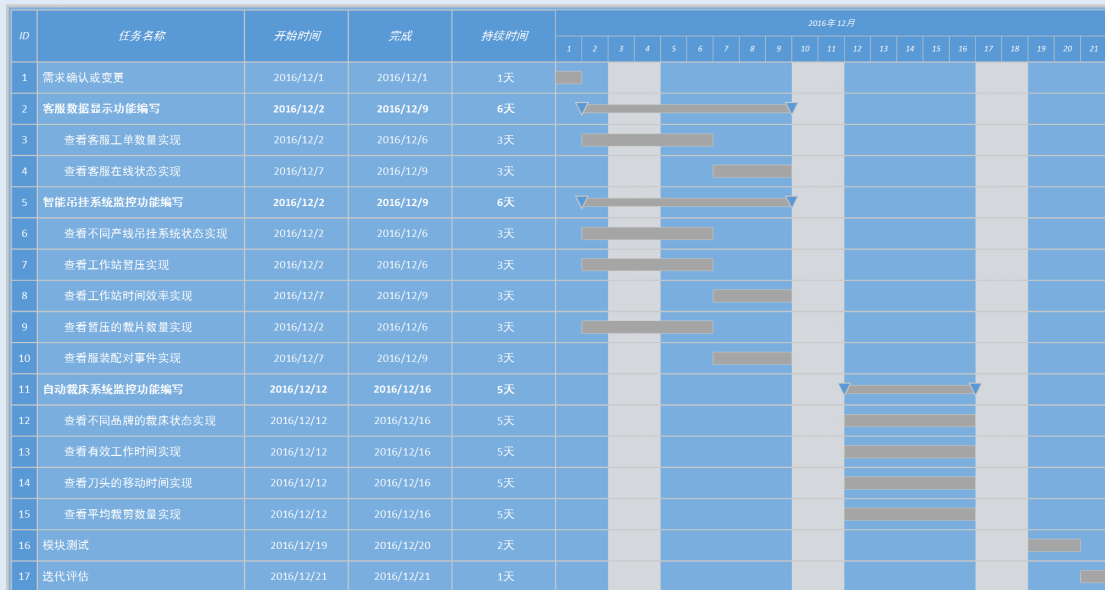 ID 任务名称 开始时间 完成 持续时间 2016年 12月
1 2 3 4 5 6 7 8 9 10 11 12 13 14 15 16 17 18 19 20 21
1 需求确认或变更 2016/12/1 2016/12/1 1天
2 客服数据显示功能编写 2016/12/2 2016/12/9 6天
3 查看客服工单数量实现 2016/12/2 2016/12/6 3天
4 查看客服在线状态实现 2016/12/7 2016/12/9 3天
5 智能吊挂系统监控功能编写 2016/12/2 2016/12/9 6天
6 查看不同产线吊挂系统状态实现 2016/12/2 2016/12/6 3天
7 查看工作站暂压实现 2016/12/2 2016/12/6 3天
8 查看工作站时间效率实现 2016/12/7 2016/12/9 3天
9 查看暂压的裁片数量实现 2016/12/2 2016/12/6 3天
10 查看服装配对事件实现 2016/12/7 2016/12/9 3天
11 自动裁床系统监控功能编写 2016/12/12 2016/12/16 5天
12 查看不同品牌的裁床状态实现 2016/12/12 2016/12/16 5天
13 查看有效工作时间实现 2016/12/12 2016/12/16 5天
14 查看刀头的移动时间实现 2016/12/12 2016/12/16 5天
15 查看平均裁剪数量实现 2016/12/12 2016/12/16 5天
16 模块测试 2016/12/19 2016/12/20 2天
17 迭代评估 2016/12/21 2016/12/21 1天